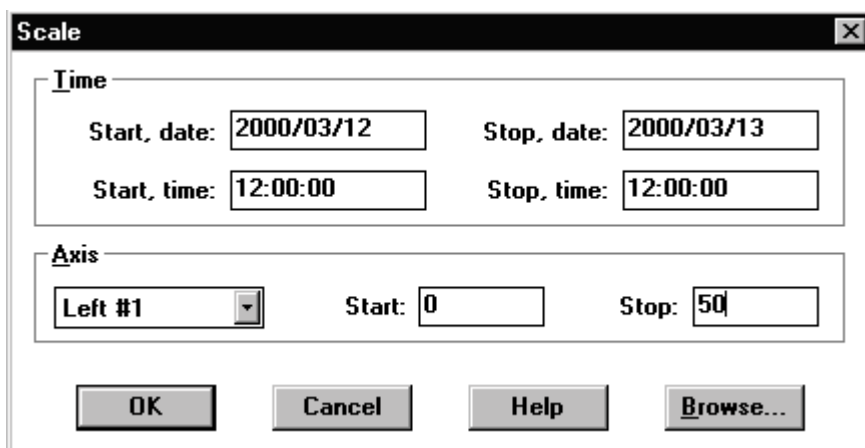 Scale
Time
Start, date: 2000/03/12 Stop, date: 2000/03/13
Start, time: 12:00:00 Stop, time: 12:00:00
Axis
Left #1 Start: 0 Stop: 50
OK Cancel Help Browse...